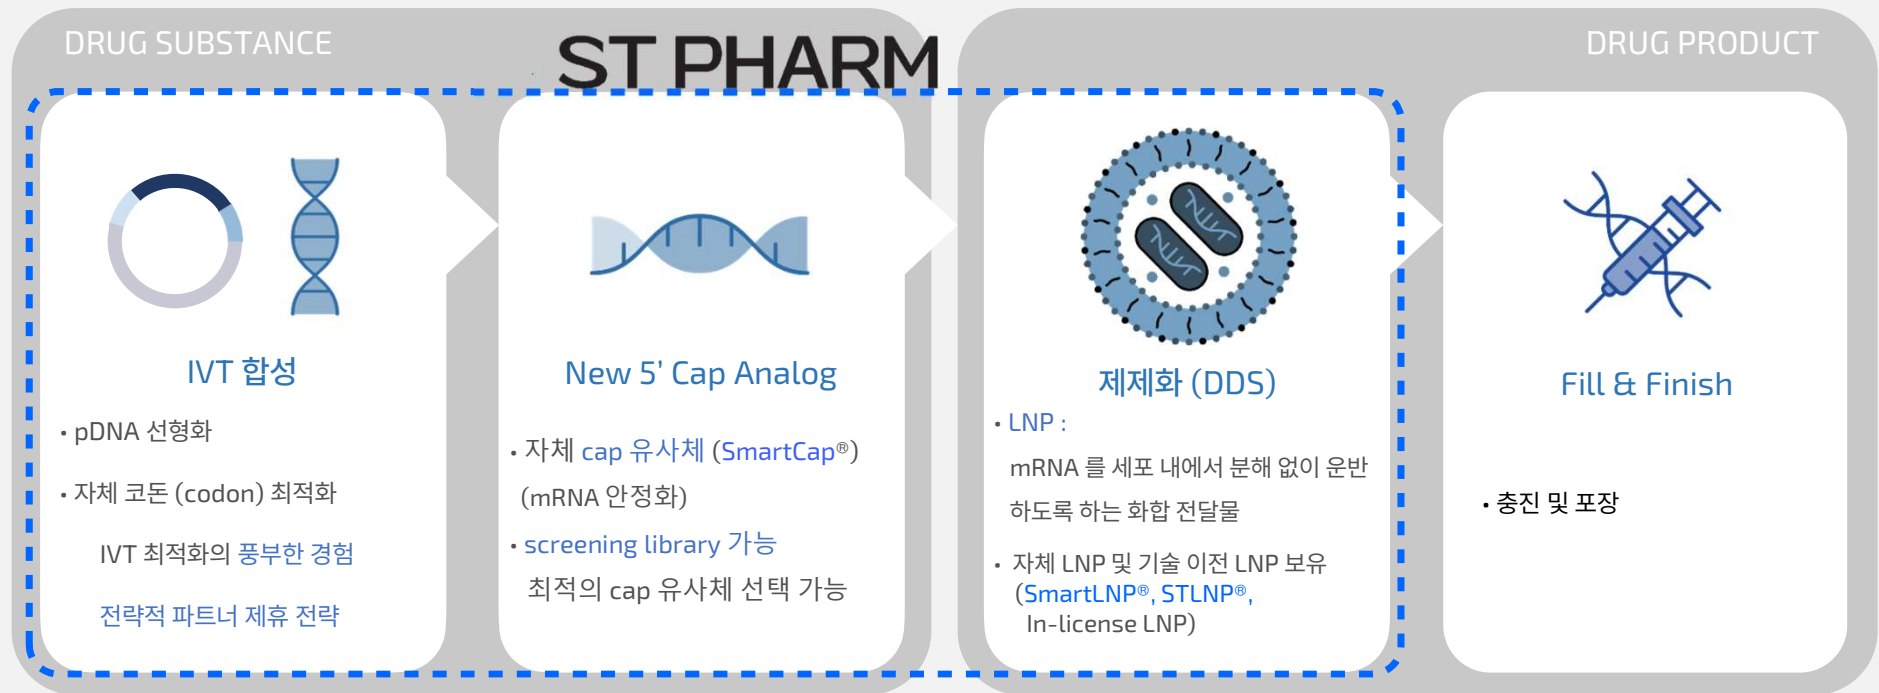 DRUG SUBSTANCE
ST PHARM
DRUG PRODUCT
IVT 합성
• pDNA 선형화
• 자체 코돈 (codon) 최적화
IVT 최적화의 풍부한 경험
전략적 파트너 제휴 전략
New 5’ Cap Analog
• 자체 cap 유사체 (SmartCap®)
(mRNA 안정화)
• screening library 가능
최적의 cap 유사체 선택 가능
제제화 (DDS)
• LNP :
mRNA 를 세포 내에서 분해 없이 운반
하도록 하는 화합 전달물
• 자체 LNP 및 기술 이전 LNP 보유
(SmartLNP®, STLNP®,
In-license LNP)
Fill & Finish
• 충진 및 포장